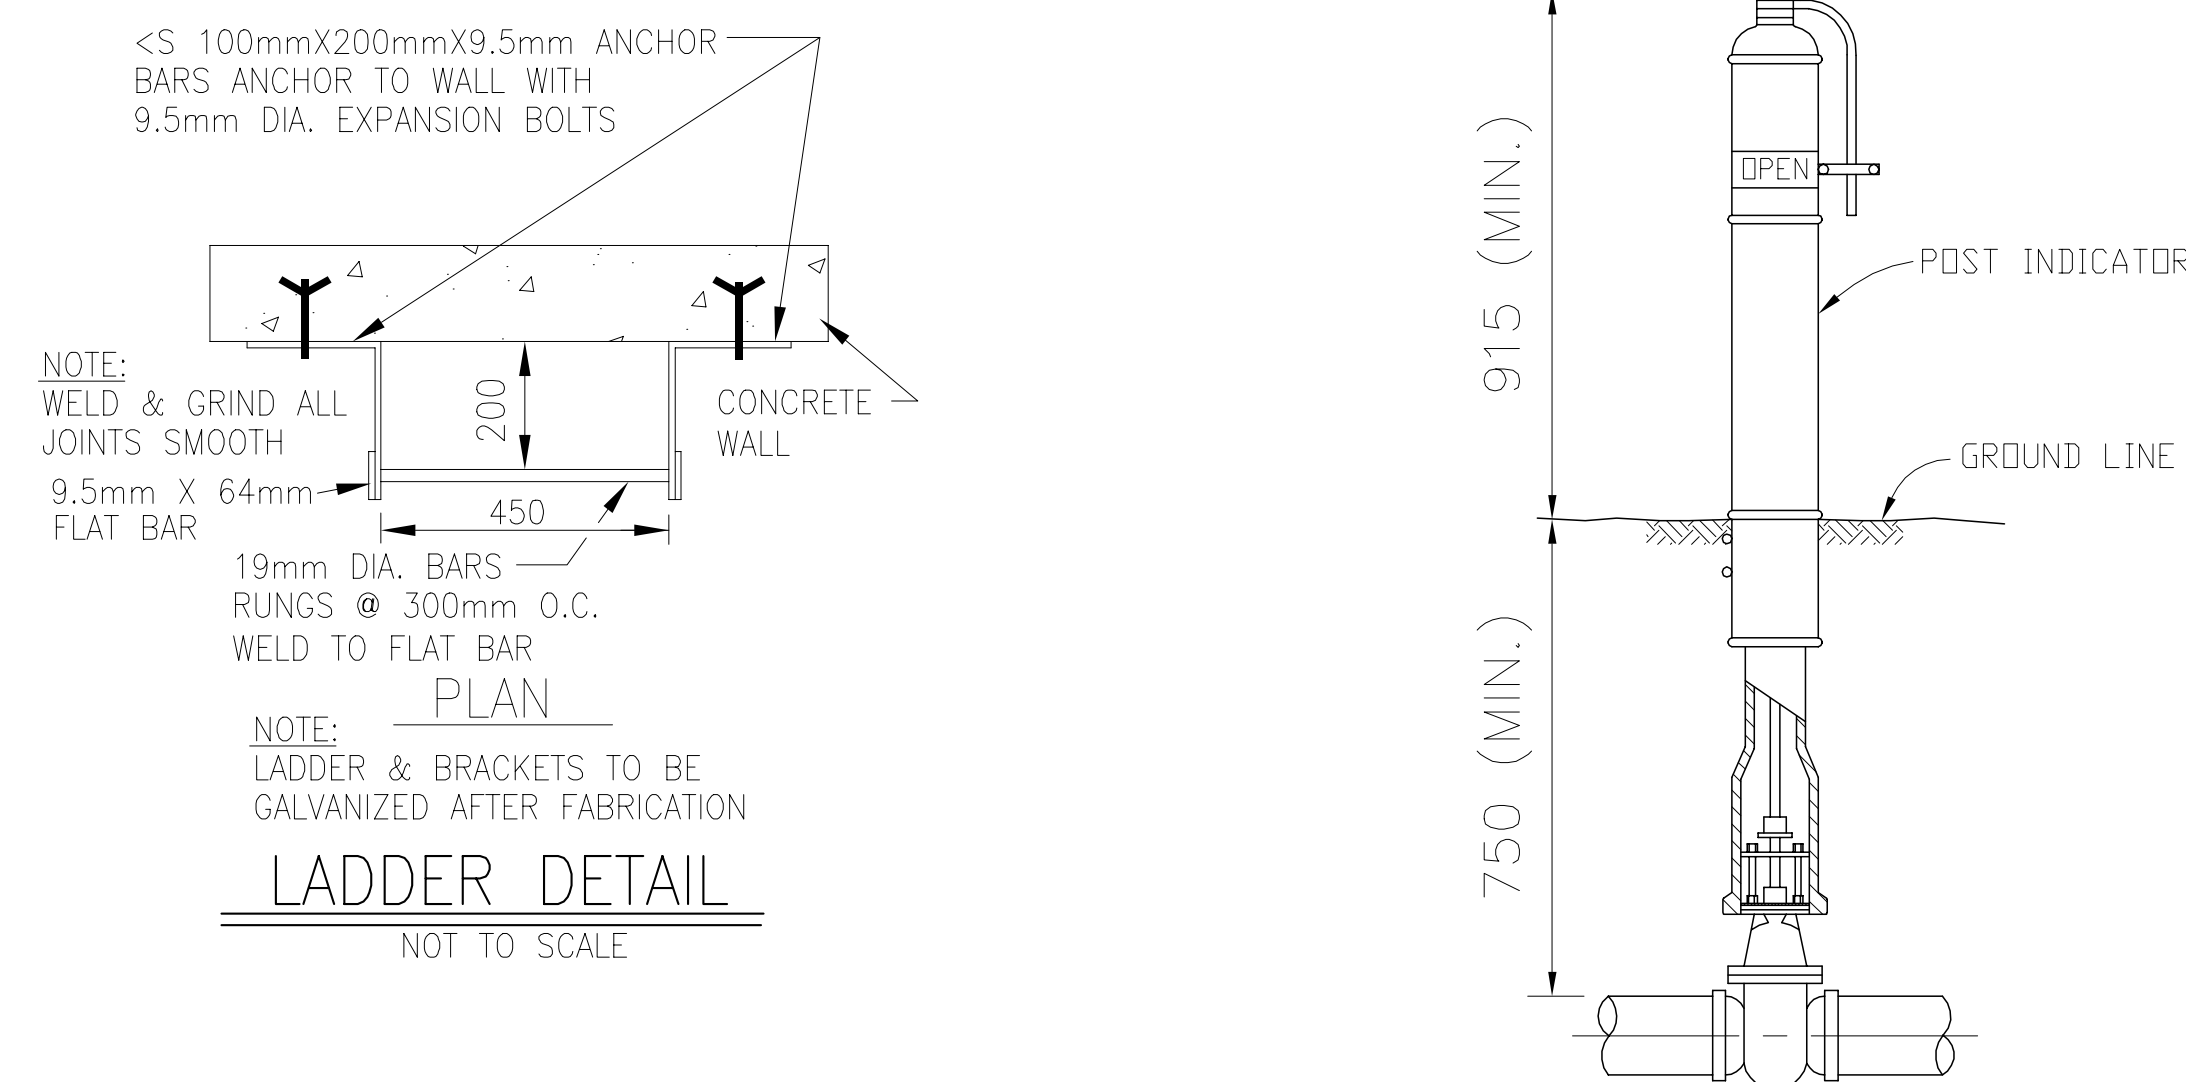 <S 100mmX200mmX9.5mm ANCHOR
BARS ANCHOR TO WALL WITH
9.5mm DIA. EXPANSION BOLTS
NOTE:
WELD & GRIND ALL
JOINTS SMOOTH
9.5mm X 64mm
FLAT BAR
200
CONCRETE
WALL
450
19mm DIA. BARS
RUNGS @ 300mm O.C.
WELD TO FLAT BAR
PLAN
NOTE:
LADDER & BRACKETS TO BE
GALVANIZED AFTER FABRICATION
LADDER DETAIL
NOT TO SCALE
915 (MIN.)
OPEN
POST INDICATOR
GROUND LINE
750 (MIN.)